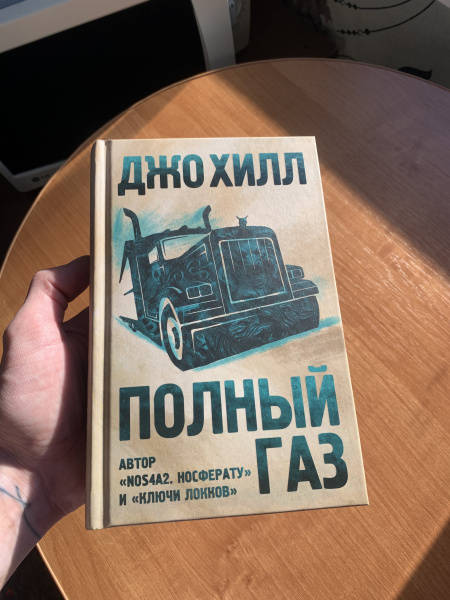 ДЖО ХИЛЛ
ПОЛНЫЙ
ГАЗ
АВТОР
«NOS4A2. НОСФЕРАТУ»
И «КЛЮЧИ ЛОККОВ»